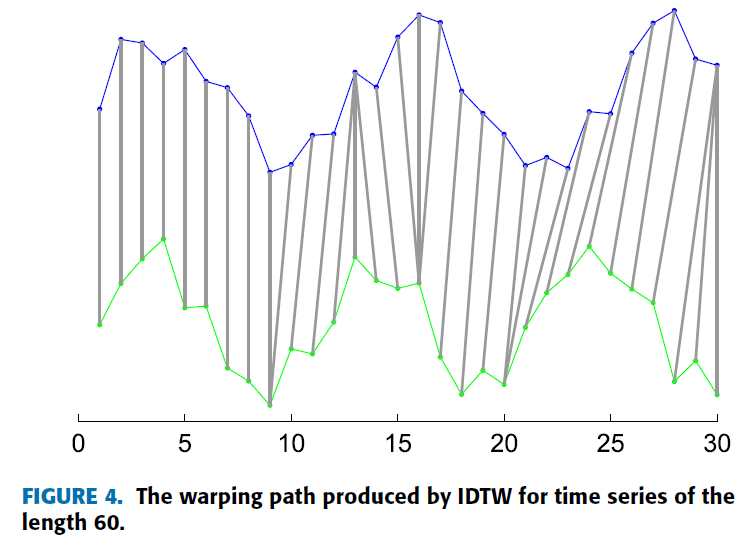 0 5 10 15 20 25 30
FIGURE 4. The warping path produced by IDTW for time series of the
length 60.